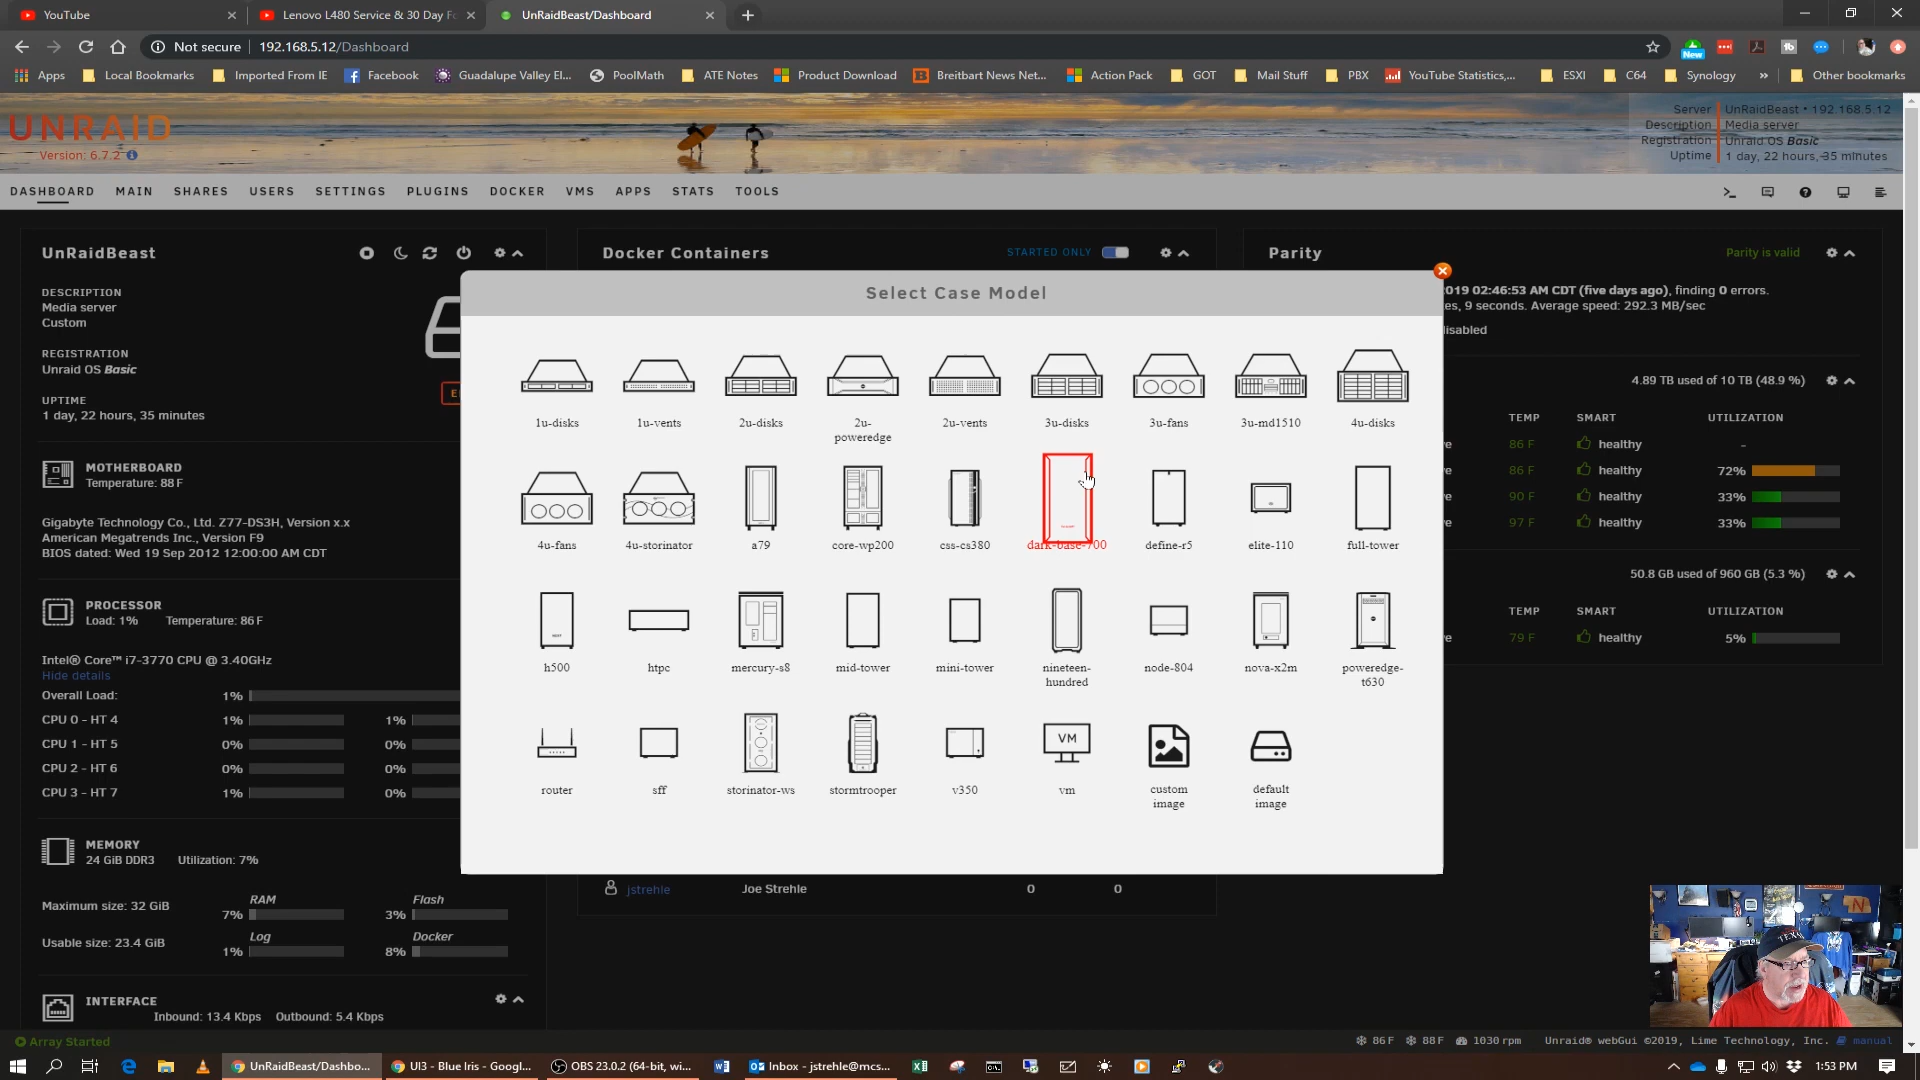 YouTube
Lenovo L480 Service & 30 Day Fo
UnRaidBeast/Dashboard
Not secure
192.168.5.12/Dashboard
New
Apps
Local Bookmarks
Imported From IE
Facebook
Guadalupe Valley El...
PoolMath
ATE Notes
Product Download
Breitbart News Net...
Action Pack
GOT
Mail Stuff
PBX
YouTube Statistics,...
ESXI
C64
Synology
»
Other bookmarks
UNRAID
Version: 6.7.2
Server
UnRaidBeast • 192.168.5.12
Description
Media server
Registration
Unraid OS Basic
Uptime
1 day, 22 hours, 35 minutes
DASHBOARD MAIN SHARES USERS SETTINGS PLUGINS DOCKER VMS APPS STATS TOOLS
UnRaidBeast
DESCRIPTION
Media server
Custom
REGISTRATION
Unraid OS Basic
UPTIME
1 day, 22 hours, 35 minutes
MOTHERBOARD
Temperature: 88 F
Gigabyte Technology Co., Ltd. Z77-DS3H, Version x.x
American Megatrends Inc., Version F9
BIOS dated: Wed 19 Sep 2012 12:00:00 AM CDT
PROCESSOR
Load: 1% Temperature: 86 F
Intel® Core™ i7-3770 CPU @ 3.40GHz
Hide details
Overall Load: 1%
CPU 0 - HT 4 1% 1%
CPU 1 - HT 5 0% 0%
CPU 2 - HT 6 0% 0%
CPU 3 - HT 7 1% 0%
MEMORY
24 GiB DDR3 Utilization: 7%
RAM Flash
Maximum size: 32 GiB 7% 3%
Log Docker
Usable size: 23.4 GiB 1% 8%
INTERFACE
Inbound: 13.4 Kbps Outbound: 5.4 Kbps
Docker Containers
STARTED ONLY
Select Case Model
1u-disks
1u-vents
2u-disks
2u-
poweredge
2u-vents
3u-disks
3u-fans
3u-md1510
4u-disks
4u-fans
4u-storinator
a79
core-wp200
css-cs380
dark-base-700
define-r5
elite-110
full-tower
h500
htpc
mercury-s8
mid-tower
mini-tower
nineteen-
hundred
node-804
nova-x2m
poweredge-
t630
router
sff
storinator-ws
stormtrooper
v350
VM
vm
custom
image
default
image
jstrehle Joe Strehle 0 0
Parity
Parity is valid
2019 02:46:53 AM CDT (five days ago), finding 0 errors.
es, 9 seconds. Average speed: 292.3 MB/sec
isabled
4.89 TB used of 10 TB (48.9 %)
TEMP SMART UTILIZATION
e 86 F healthy -
e 86 F healthy 72%
e 90 F healthy 33%
e 97 F healthy 33%
50.8 GB used of 960 GB (5.3 %)
TEMP SMART UTILIZATION
e 79 F healthy 5%
Array Started
86 F 88 F 1030 rpm
Unraid® webGui ©2019, Lime Technology, Inc.
manual
UnRaidBeast/Dashbo...
UI3 - Blue Iris - Googl...
OBS 23.0.2 (64-bit, wi...
Inbox - jstrehle@mcs...
1:53 PM